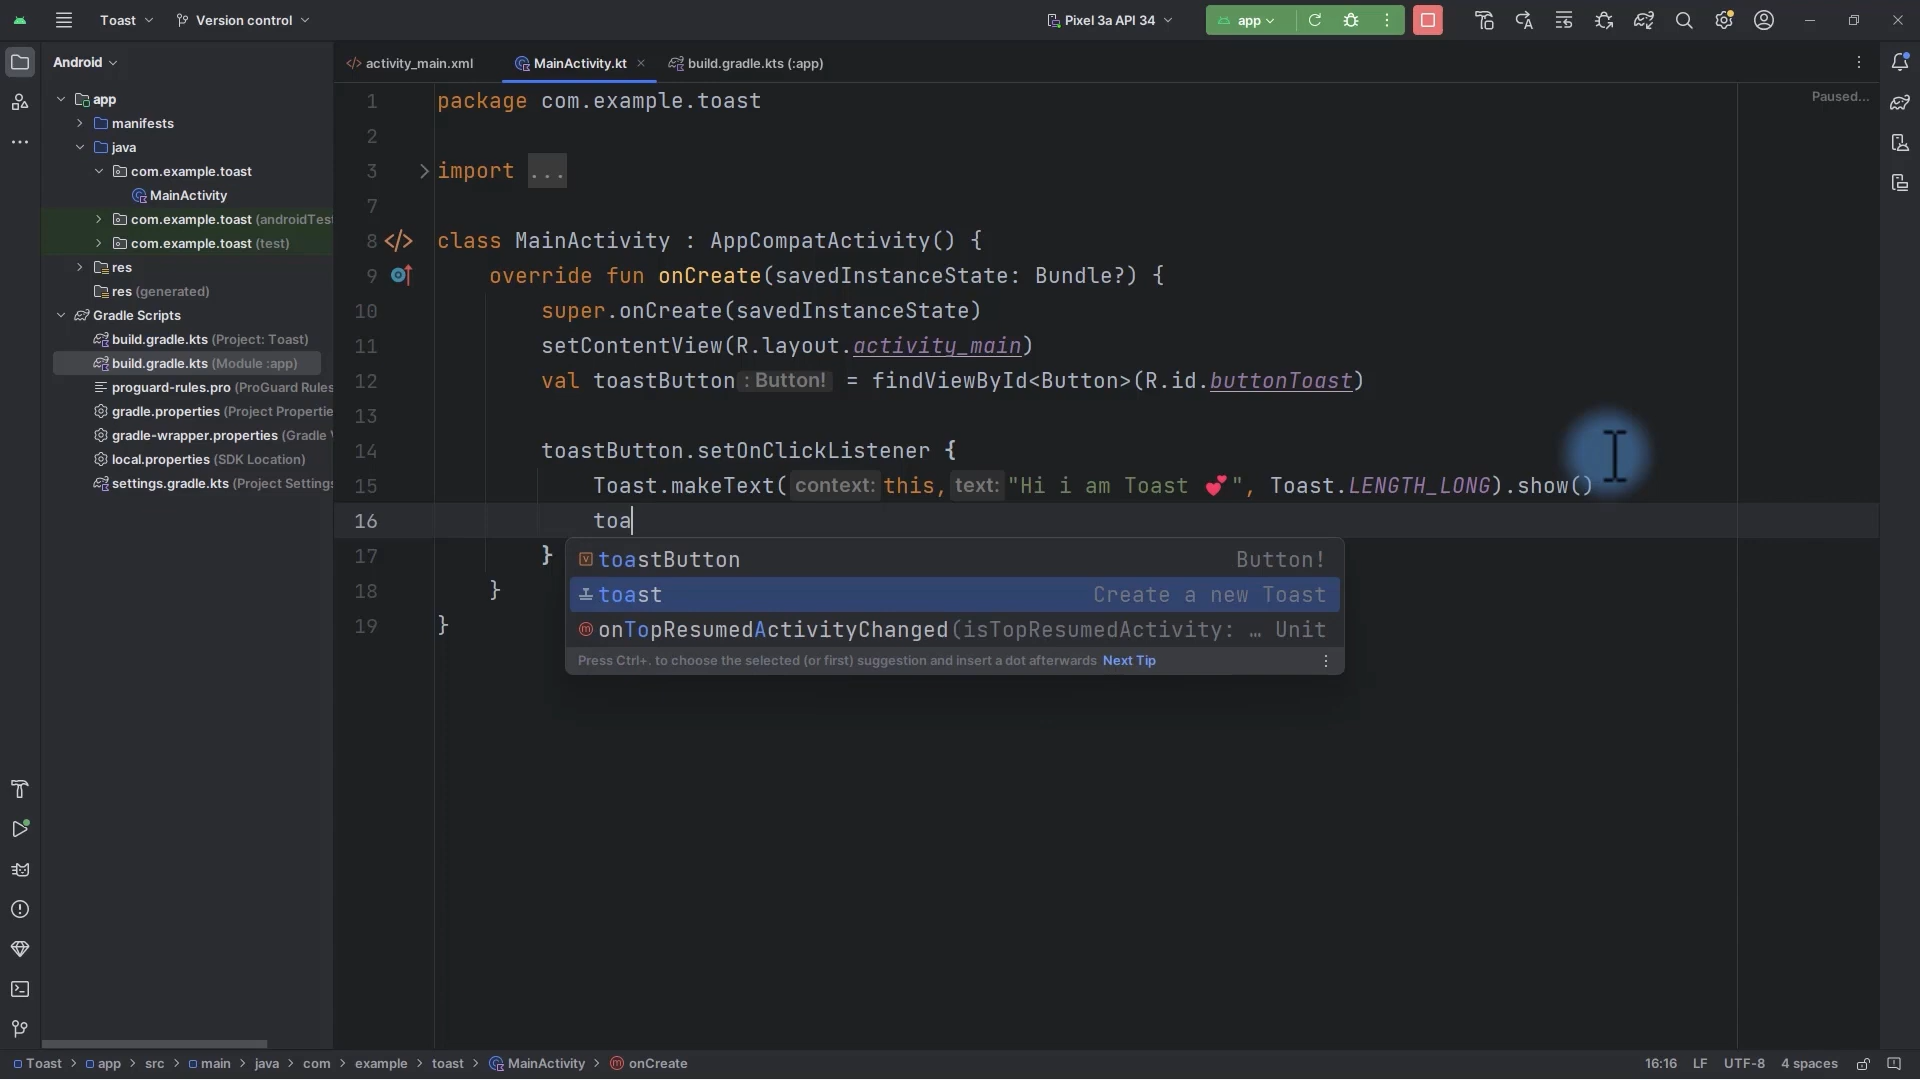 Toast
Version control
Pixel 3a API 34
app
Android
activity_main.xml
MainActivity.kt
build.gradle.kts (:app)
app
manifests
java
com.example.toast
MainActivity
com.example.toast (androidTest
com.example.toast (test)
res
res (generated)
Gradle Scripts
build.gradle.kts (Project: Toast)
build.gradle.kts (Module :app)
proguard-rules.pro (ProGuard Rules
gradle.properties (Project Propertie
gradle-wrapper.properties (Gradle
local.properties (SDK Location)
settings.gradle.kts (Project Settings
Paused...
1 package com.example.toast
2
3 import ...
7
8 class MainActivity : AppCompatActivity() {
9 override fun onCreate(savedInstanceState: Bundle?) {
10 super.onCreate(savedInstanceState)
11 setContentView(R.layout.activity_main)
12 val toastButton : Button! = findViewById<Button>(R.id.buttonToast)
13
14 toastButton.setOnClickListener {
15 Toast.makeText( context: this, text: "Hi i am Toast 💕", Toast.LENGTH_LONG).show()
16 toa
17 }
18 }
19 }
toastButton Button!
toast Create a new Toast
onTopResumedActivityChanged(isTopResumedActivity: … Unit
Press Ctrl+. to choose the selected (or first) suggestion and insert a dot afterwards Next Tip
Toast > app > src > main > java > com > example > toast > MainActivity > onCreate
16:16 LF UTF-8 4 spaces